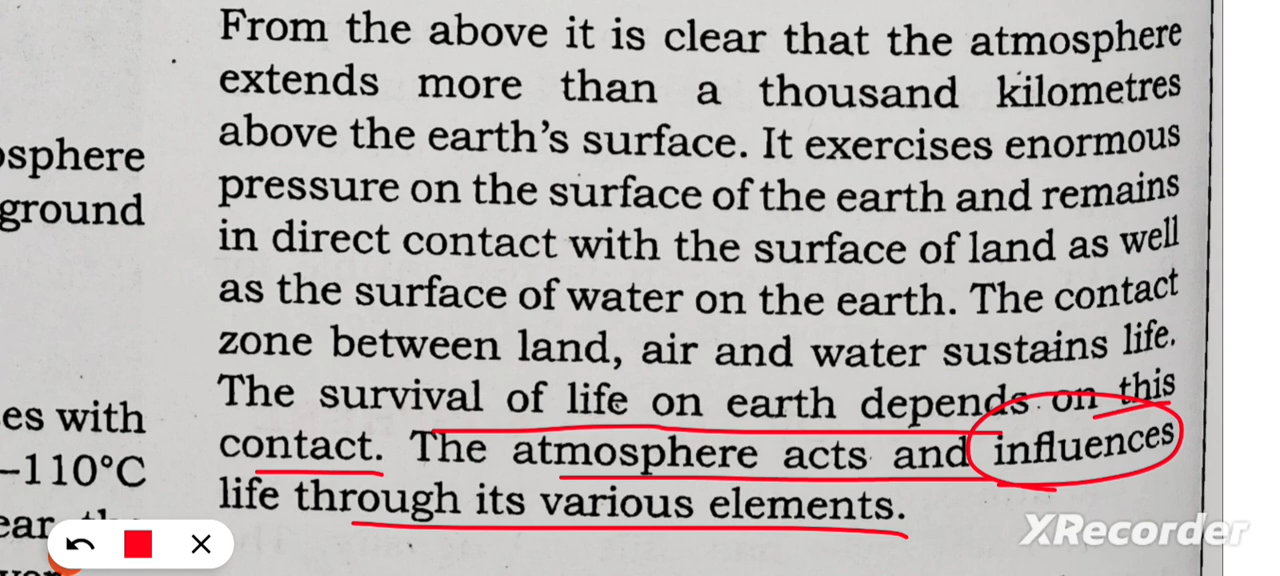 osphere
ground
es with
–110°C
ear
From the above it is clear that the atmosphere
extends more than a thousand kilometres
above the earth's surface. It exercises enormous
pressure on the surface of the earth and remains
in direct contact with the surface of land as well
as the surface of water on the earth. The contact
zone between land, air and water sustains life.
The survival of life on earth depends on this
contact. The atmosphere acts and influences
life through its various elements.
XRecorder